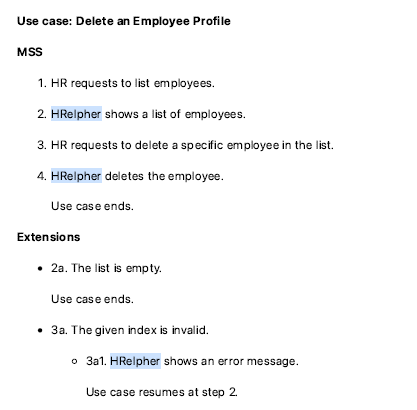 Use case: Delete an Employee Profile
MSS
1. HR requests to list employees.
2. HRelpher shows a list of employees.
3. HR requests to delete a specific employee in the list.
4. HRelpher deletes the employee.
Use case ends.
Extensions
• 2a. The list is empty.
Use case ends.
• 3a. The given index is invalid.
◦ 3a1. HRelpher shows an error message.
Use case resumes at step 2.